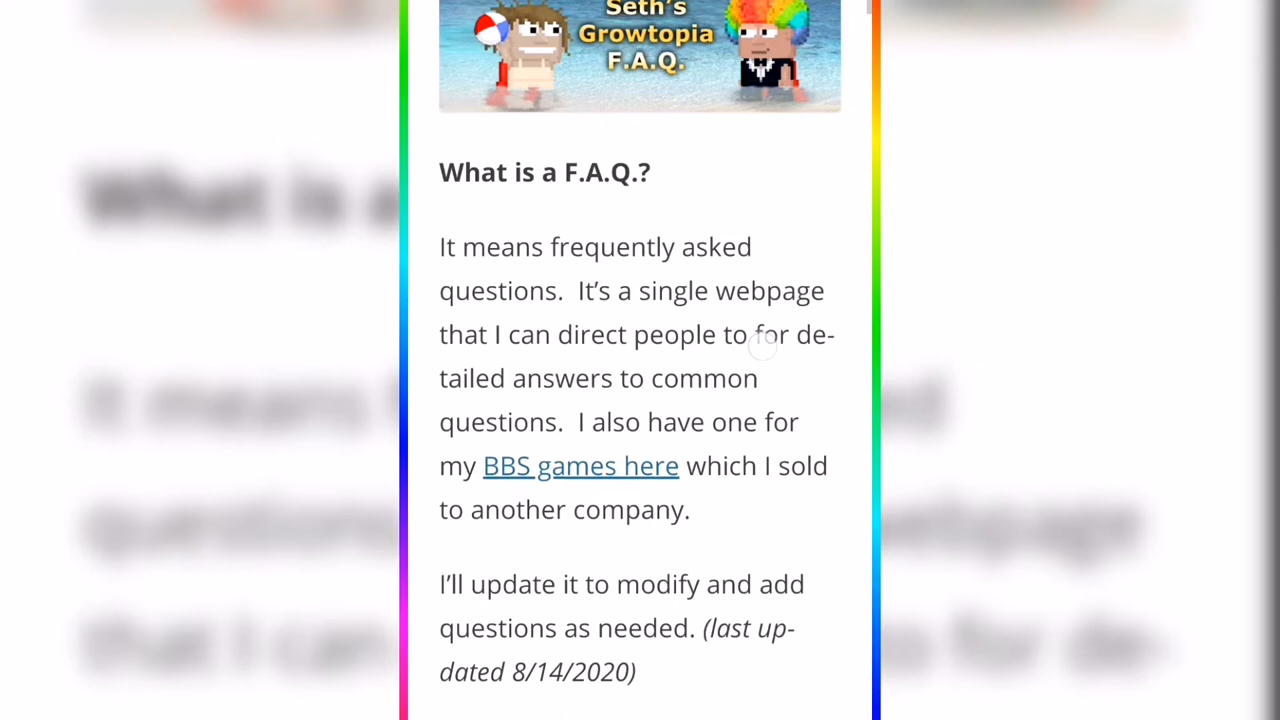 Seth's
Growtopia
F.A.Q.
What is a F.A.Q.?
It means frequently asked
questions.  It’s a single webpage
that I can direct people to for de-
tailed answers to common
questions.  I also have one for
my BBS games here which I sold
to another company.
I’ll update it to modify and add
questions as needed. (last up-
dated 8/14/2020)